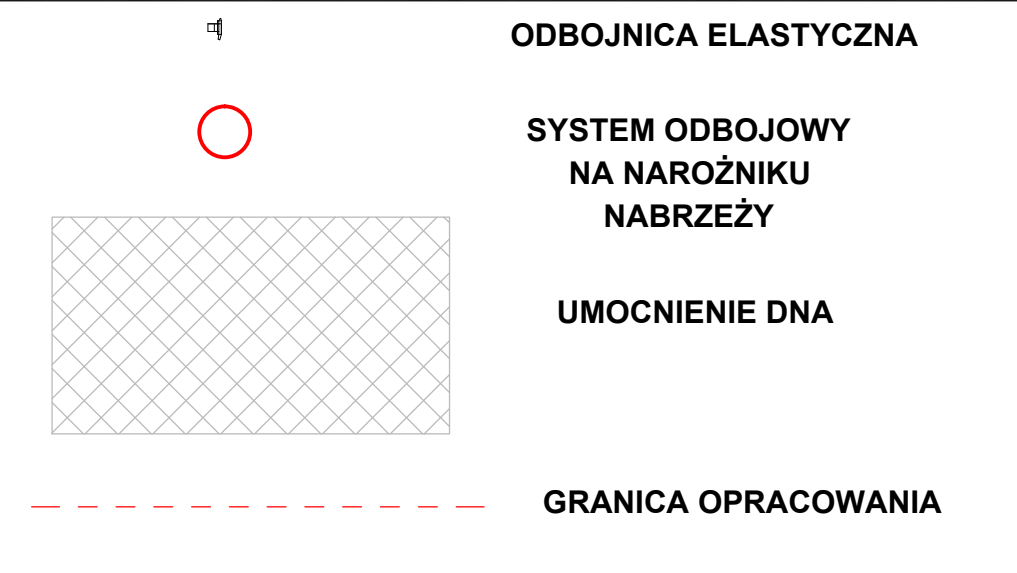 ODBOJNICA ELASTYCZNA
SYSTEM ODBOJOWY
NA NAROŻNIKU
NABRZEŻY
UMOCNIENIE DNA
GRANICA OPRACOWANIA